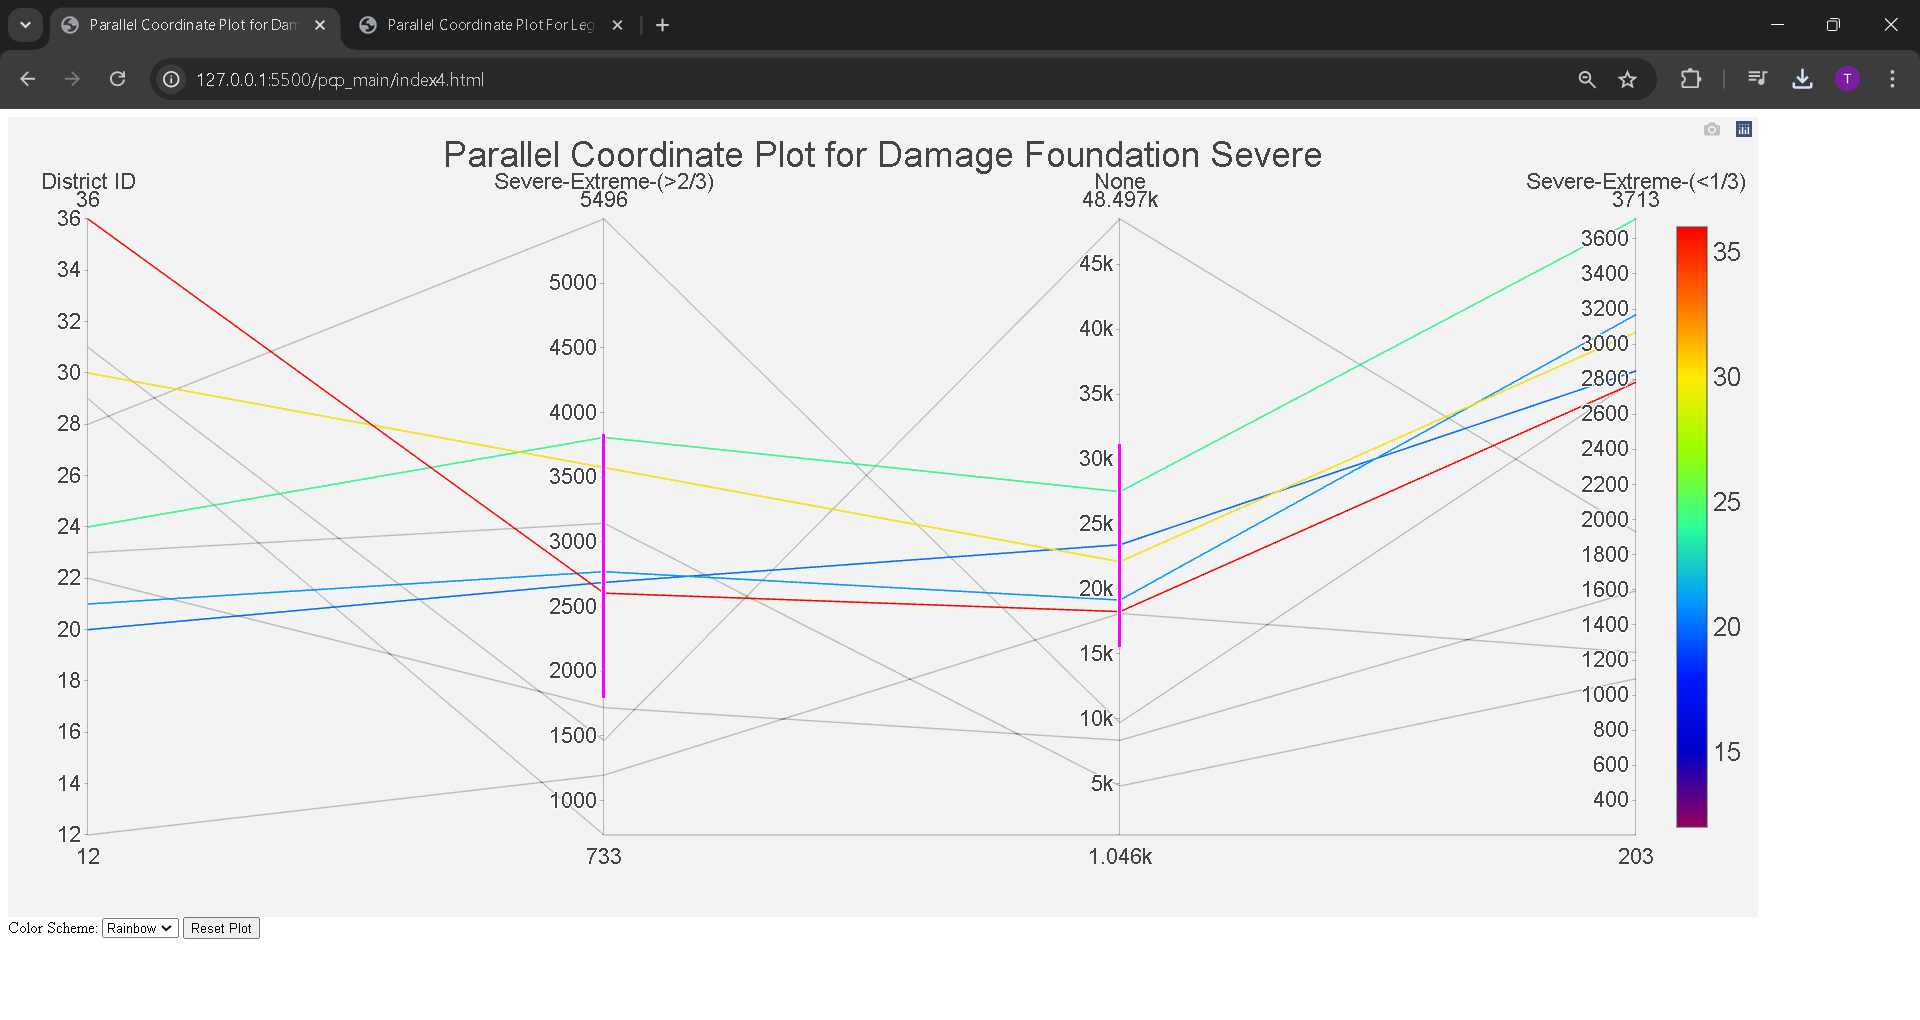 Parallel Coordinate Plot for Dam
Parallel Coordinate Plot For Leg
127.0.0.1:5500/pcp_main/index4.html
T
Parallel Coordinate Plot for Damage Foundation Severe
District ID
36
36
34
32
30
28
26
24
22
20
18
16
14
12
12
Severe-Extreme-(>2/3)
5496
5000
4500
4000
3500
3000
2500
2000
1500
1000
733
None
48.497k
45k
40k
35k
30k
25k
20k
15k
10k
5k
1.046k
Severe-Extreme-(<1/3)
3713
3600
3400
3200
3000
2800
2600
2400
2200
2000
1800
1600
1400
1200
1000
800
600
400
203
35
30
25
20
15
Color Scheme: Rainbow Reset Plot